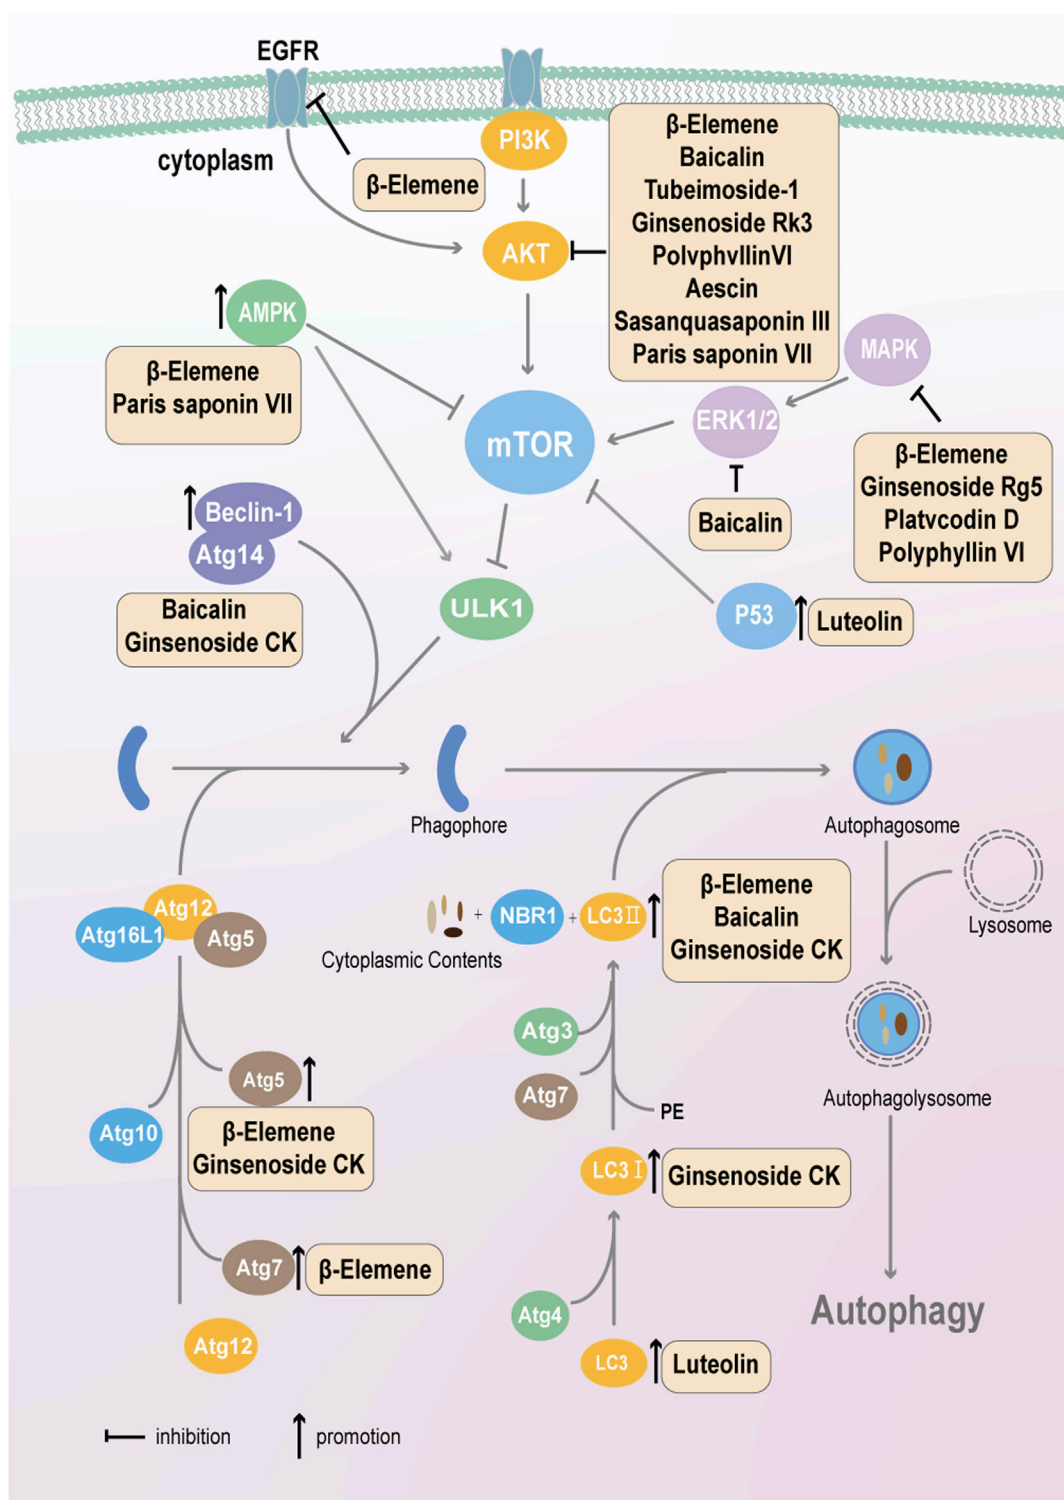 EGFR
cytoplasm
β-Elemene
PI3K
AKT
β-Elemene
Baicalin
Tubeimoside-1
Ginsenoside Rk3
PolvphvllinVI
Aescin
Sasanquasaponin III
Paris saponin VII
AMPK
β-Elemene
Paris saponin VII
MAPK
ERK1/2
mTOR
β-Elemene
Ginsenoside Rg5
Platvcodin D
Polyphyllin VI
Baicalin
Beclin-1
Atg14
Baicalin
Ginsenoside CK
ULK1
P53
Luteolin
Phagophore
Autophagosome
Lysosome
Atg12
Atg16L1
Atg5
+ NBR1 + LC3Ⅱ
Cytoplasmic Contents
β-Elemene
Baicalin
Ginsenoside CK
Atg3
Atg7
PE
Autophagolysosome
Atg5
Atg10
β-Elemene
Ginsenoside CK
LC3Ⅰ
Ginsenoside CK
Atg7
β-Elemene
Atg12
Atg4
LC3
Luteolin
Autophagy
inhibition
promotion